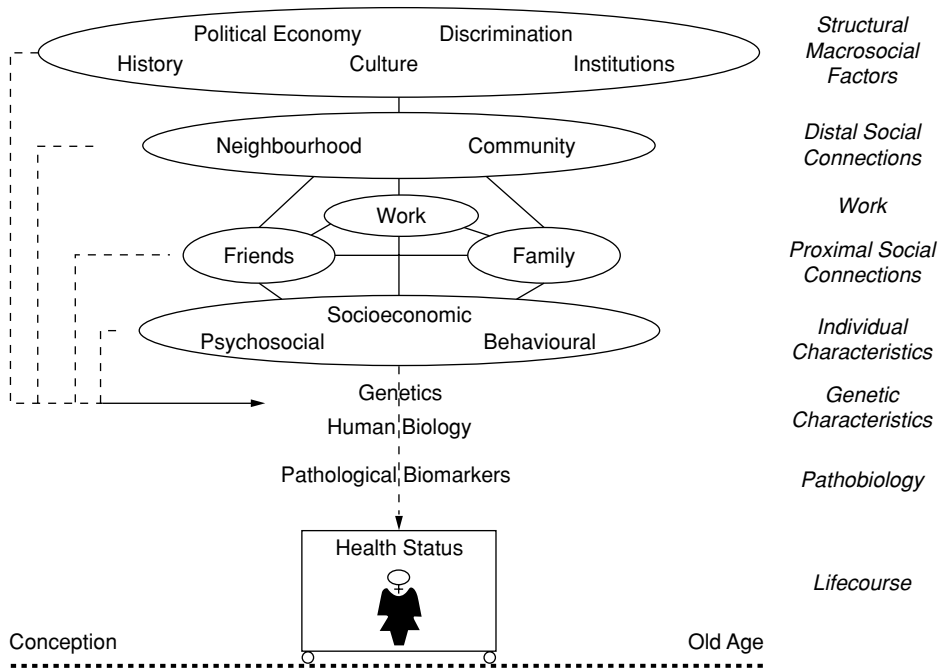 Political Economy Discrimination
History Culture Institutions
Structural
Macrosocial
Factors
Neighbourhood Community
Distal Social
Connections
Work
Work
Friends Family
Proximal Social
Connections
Socioeconomic
Psychosocial Behavioural
Individual
Characteristics
Genetics
Human Biology
Genetic
Characteristics
Pathological Biomarkers
Pathobiology
Health Status
Lifecourse
Conception Old Age